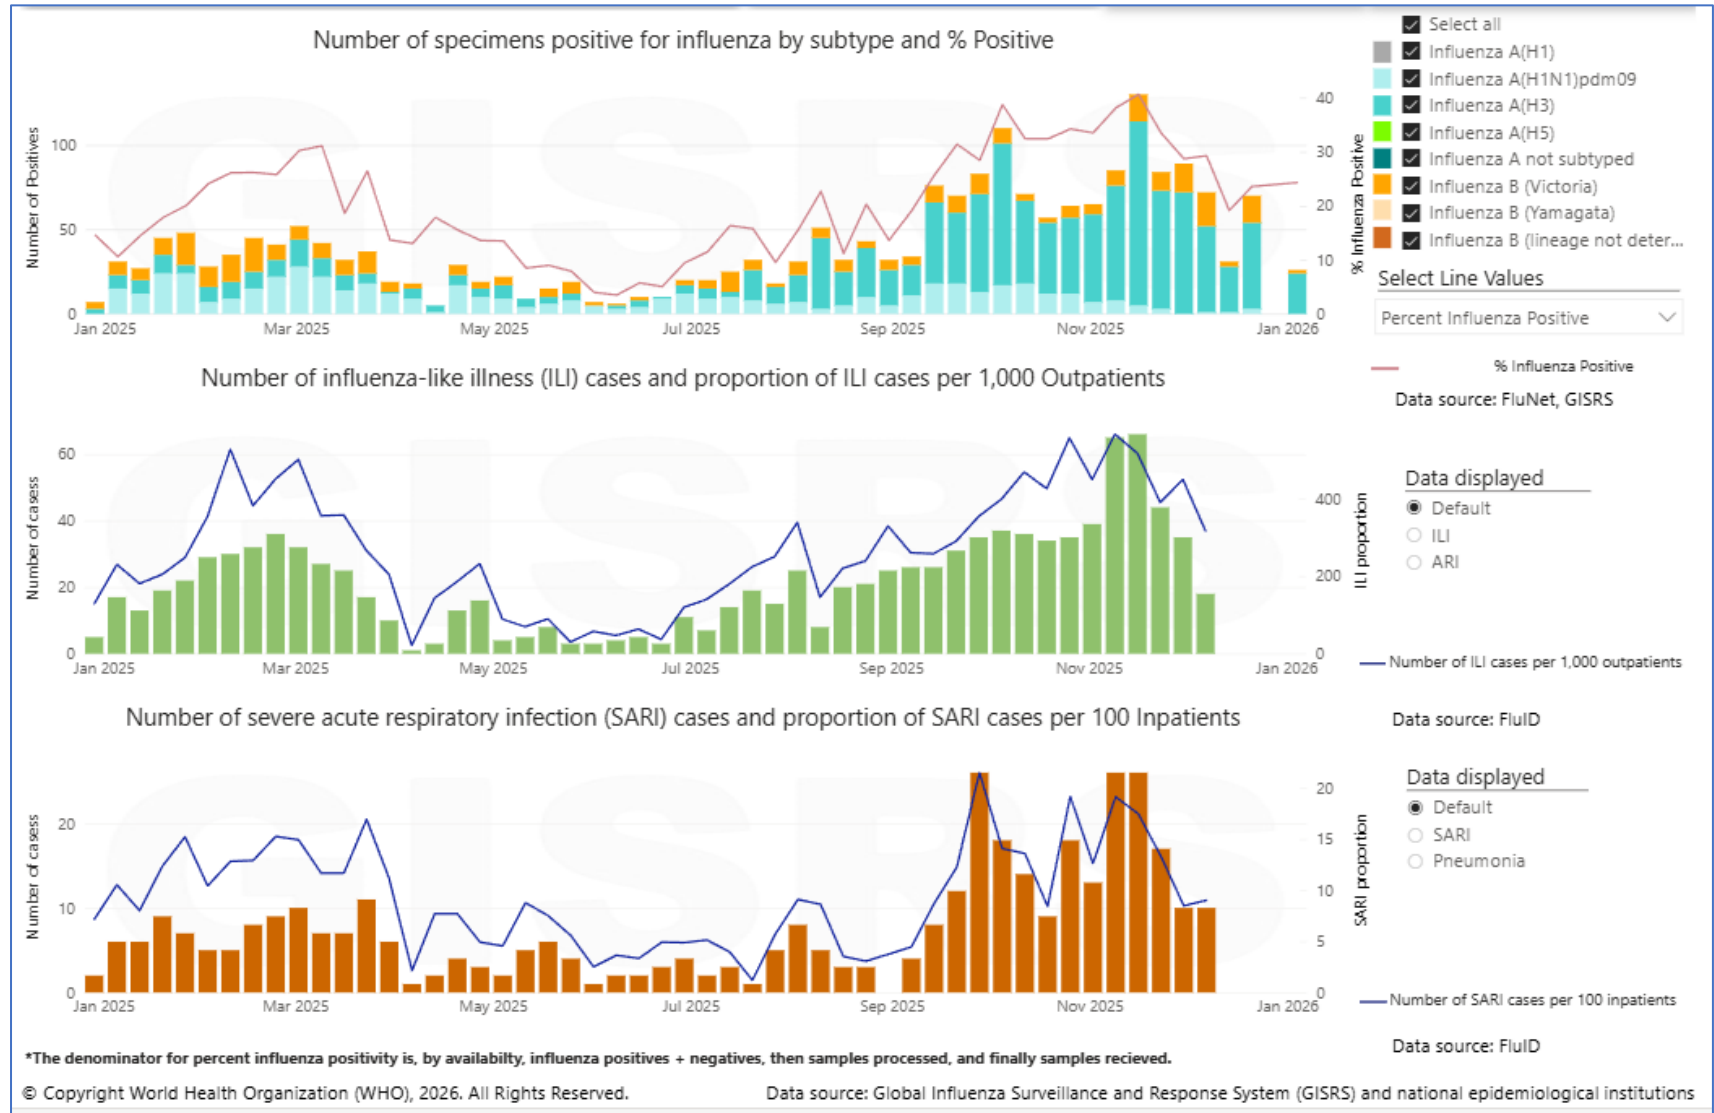 Number of specimens positive for influenza by subtype and % Positive
Number of Positives
100
50
0
40
30
20
10
0
% Influenza Positive
Jan 2025 Mar 2025 May 2025 Jul 2025 Sep 2025 Nov 2025 Jan 2026
Select all
Influenza A(H1)
Influenza A(H1N1)pdm09
Influenza A(H3)
Influenza A(H5)
Influenza A not subtyped
Influenza B (Victoria)
Influenza B (Yamagata)
Influenza B (lineage not deter...
Select Line Values
Percent Influenza Positive
% Influenza Positive
Data source: FluNet, GISRS
Number of influenza-like illness (ILI) cases and proportion of ILI cases per 1,000 Outpatients
Number of casess
60
40
20
0
400
200
0
ILI proportion
Jan 2025 Mar 2025 May 2025 Jul 2025 Sep 2025 Nov 2025 Jan 2026
Data displayed
Default
ILI
ARI
Number of ILI cases per 1,000 outpatients
Data source: FluID
Number of severe acute respiratory infection (SARI) cases and proportion of SARI cases per 100 Inpatients
Number of casess
20
10
0
20
15
10
5
0
SARI proportion
Jan 2025 Mar 2025 May 2025 Jul 2025 Sep 2025 Nov 2025 Jan 2026
Data displayed
Default
SARI
Pneumonia
Number of SARI cases per 100 inpatients
Data source: FluID
GISRS
GISRS
GISRS
*The denominator for percent influenza positivity is, by availabilty, influenza positives + negatives, then samples processed, and finally samples recieved.
© Copyright World Health Organization (WHO), 2026. All Rights Reserved.
Data source: Global Influenza Surveillance and Response System (GISRS) and national epidemiological institutions